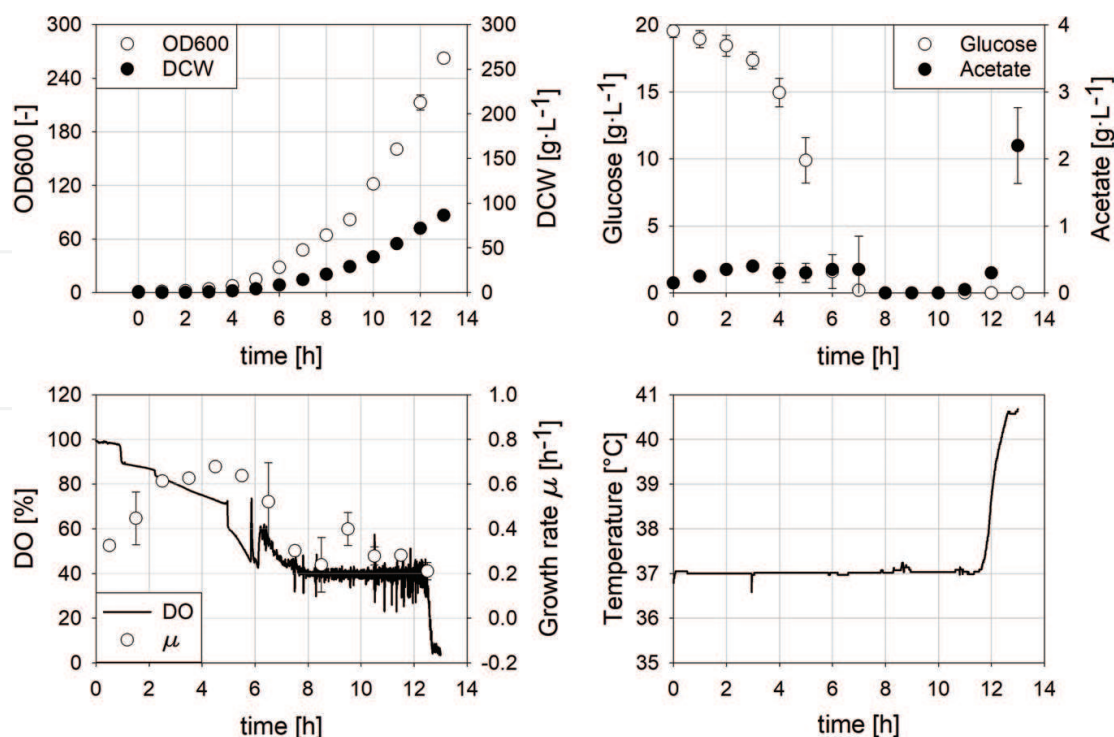 300
240
180
120
60
0
OD600 [-]
OD600
DCW
300
250
200
150
100
50
0
DCW [g·L⁻¹]
0 2 4 6 8 10 12 14
time [h]
20
15
10
5
0
Glucose [g·L⁻¹]
Glucose
Acetate
4
3
2
1
0
Acetate [g·L⁻¹]
0 2 4 6 8 10 12 14
time [h]
120
100
80
60
40
20
0
DO [%]
DO
μ
1.0
0.8
0.6
0.4
0.2
0.0
-0.2
Growth rate μ [h⁻¹]
0 2 4 6 8 10 12 14
time [h]
41
40
39
38
37
36
35
Temperature [°C]
0 2 4 6 8 10 12 14
time [h]